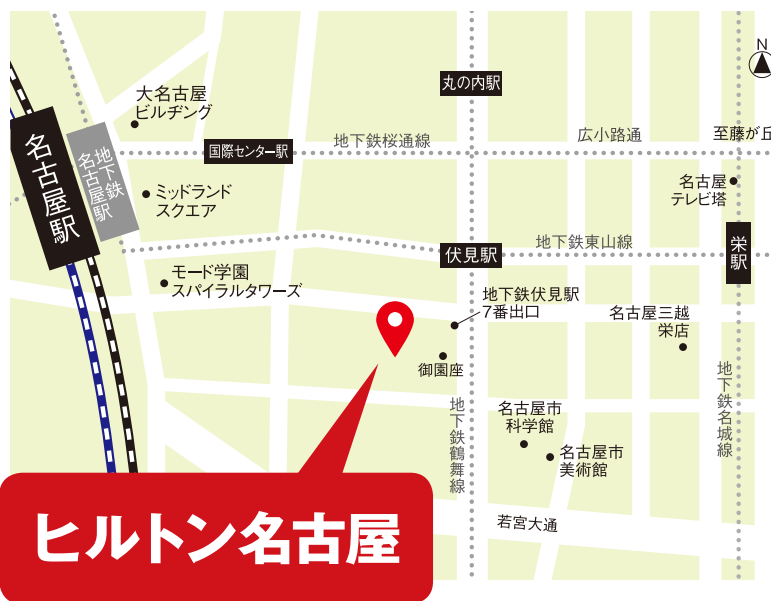 N
丸の内駅
大名古屋
ビルヂング
地下鉄桜通線
広小路通
至藤が丘
国際センター駅
名古屋駅
地下鉄
名古屋駅
ミッドランド
スクエア
名古屋
テレビ塔
地下鉄東山線
伏見駅
栄駅
モード学園
スパイラルタワーズ
地下鉄伏見駅
7番出口
名古屋三越
栄店
御園座
地下鉄名城線
地下鉄鶴舞線
名古屋市
科学館
名古屋市
美術館
若宮大通
ヒルトン名古屋